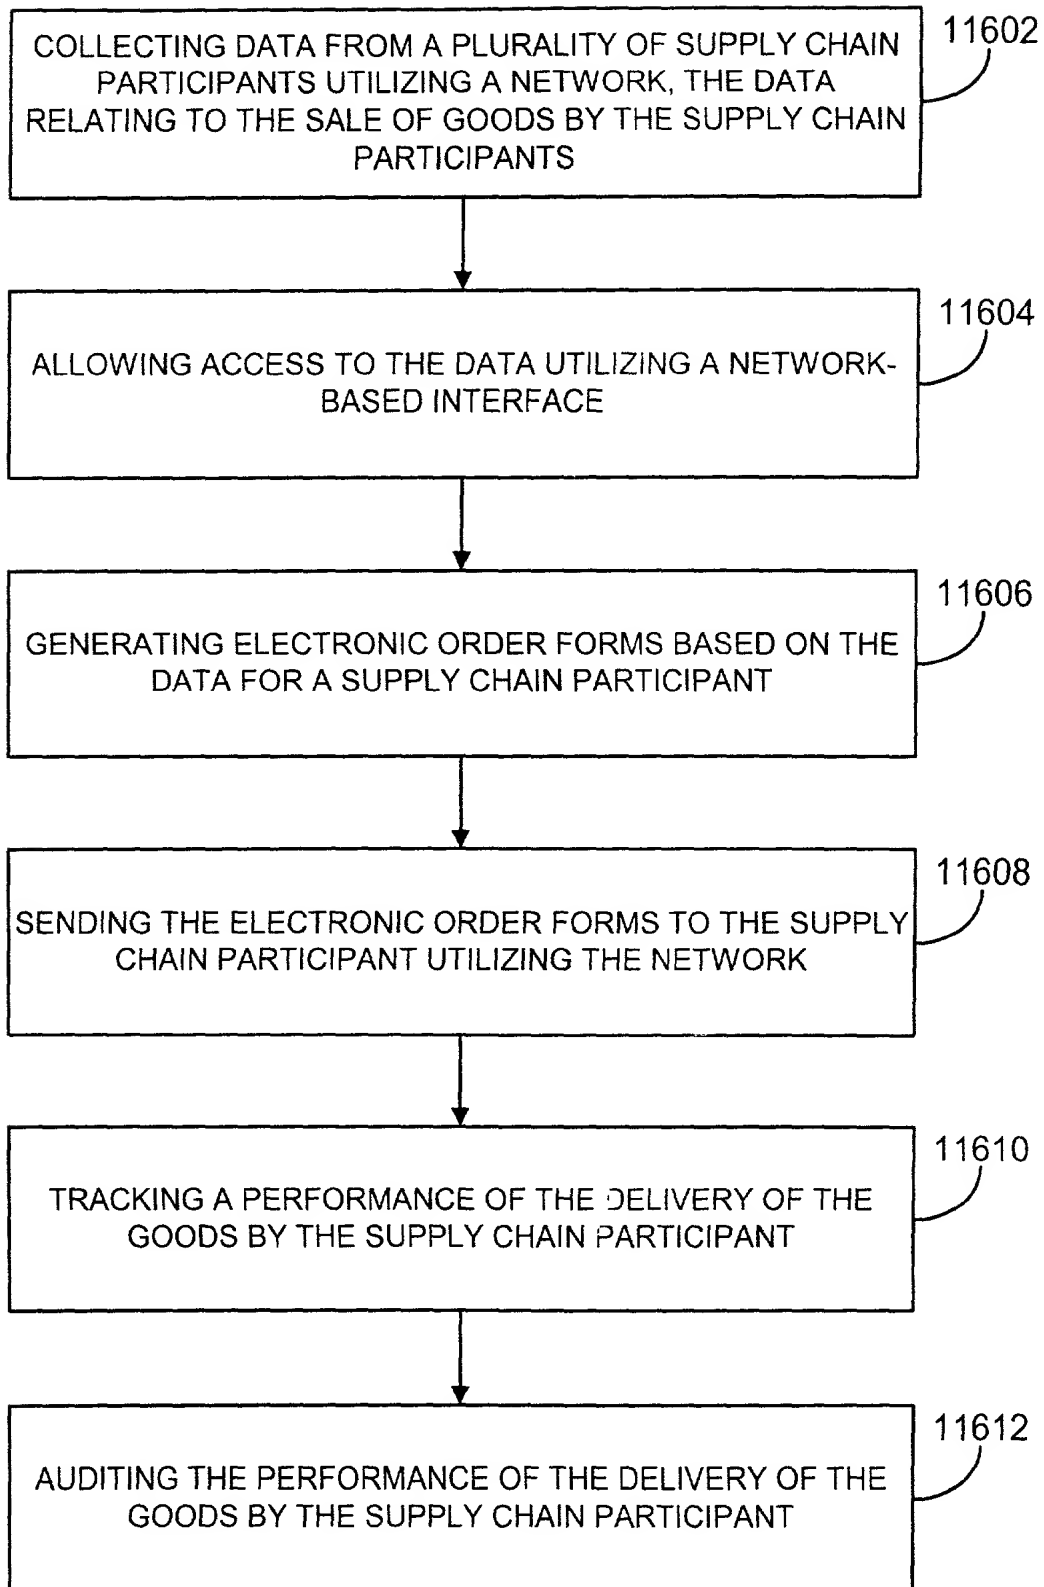 COLLECTING DATA FROM A PLURALITY OF SUPPLY CHAIN
PARTICIPANTS UTILIZING A NETWORK, THE DATA
RELATING TO THE SALE OF GOODS BY THE SUPPLY CHAIN
PARTICIPANTS
11602
ALLOWING ACCESS TO THE DATA UTILIZING A NETWORK-
BASED INTERFACE
11604
GENERATING ELECTRONIC ORDER FORMS BASED ON THE
DATA FOR A SUPPLY CHAIN PARTICIPANT
11606
SENDING THE ELECTRONIC ORDER FORMS TO THE SUPPLY
CHAIN PARTICIPANT UTILIZING THE NETWORK
11608
TRACKING A PERFORMANCE OF THE DELIVERY OF THE
GOODS BY THE SUPPLY CHAIN PARTICIPANT
11610
AUDITING THE PERFORMANCE OF THE DELIVERY OF THE
GOODS BY THE SUPPLY CHAIN PARTICIPANT
11612